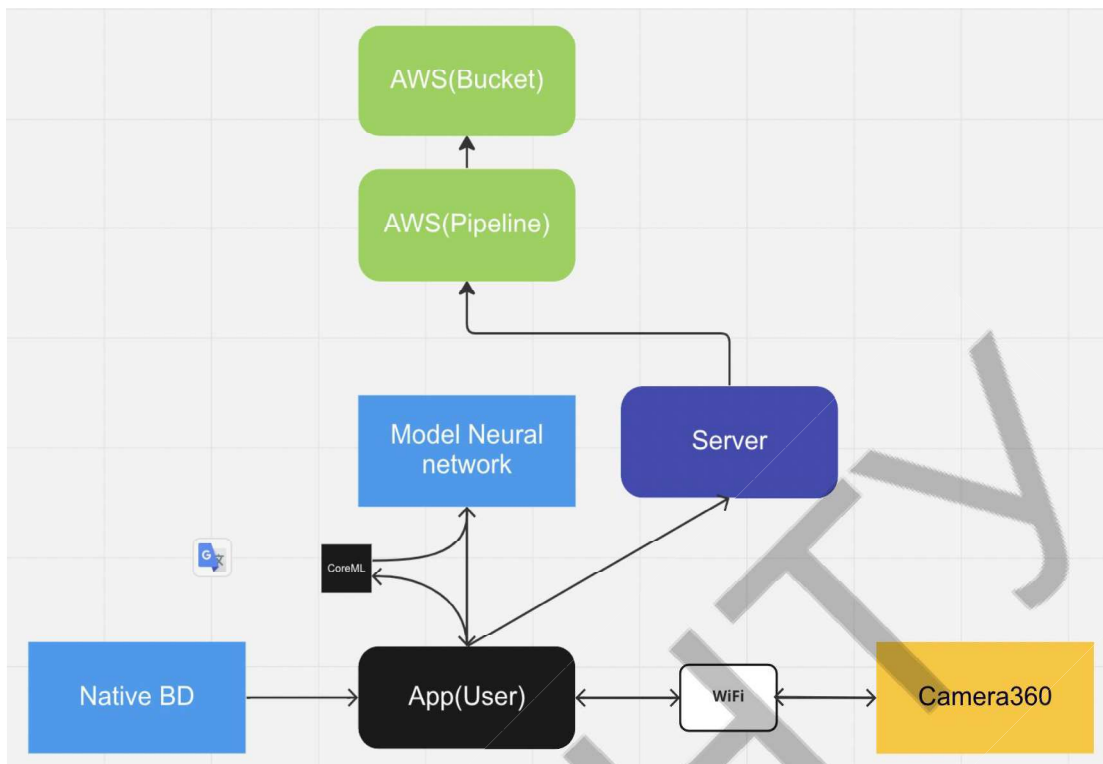 AWS(Bucket)
AWS(Pipeline)
Model Neural
network
Server
CoreML
Native BD
App(User)
WiFi
Camera360